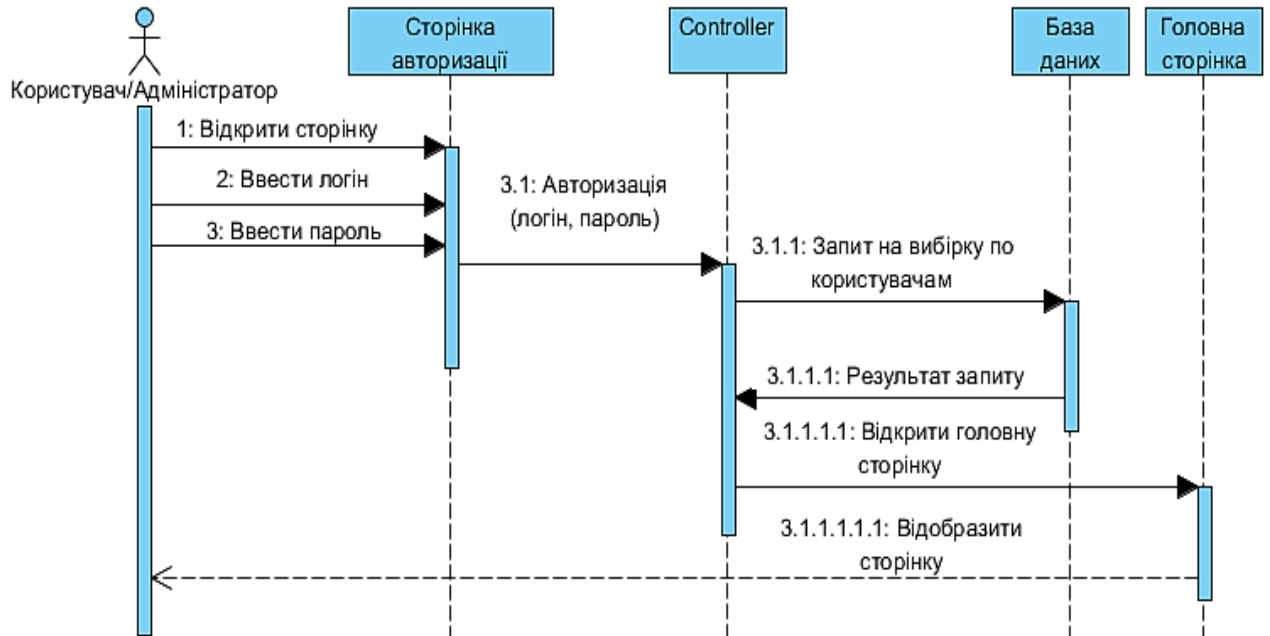 Користувач/Адміністратор
Сторінка
авторизації
Controller
База
даних
Головна
сторінка
1: Відкрити сторінку
2: Ввести логін
3: Ввести пароль
3.1: Авторизація
(логін, пароль)
3.1.1: Запит на вибірку по
користувачам
3.1.1.1: Результат запиту
3.1.1.1.1: Відкрити головну
сторінку
3.1.1.1.1.1: Відобразити
сторінку